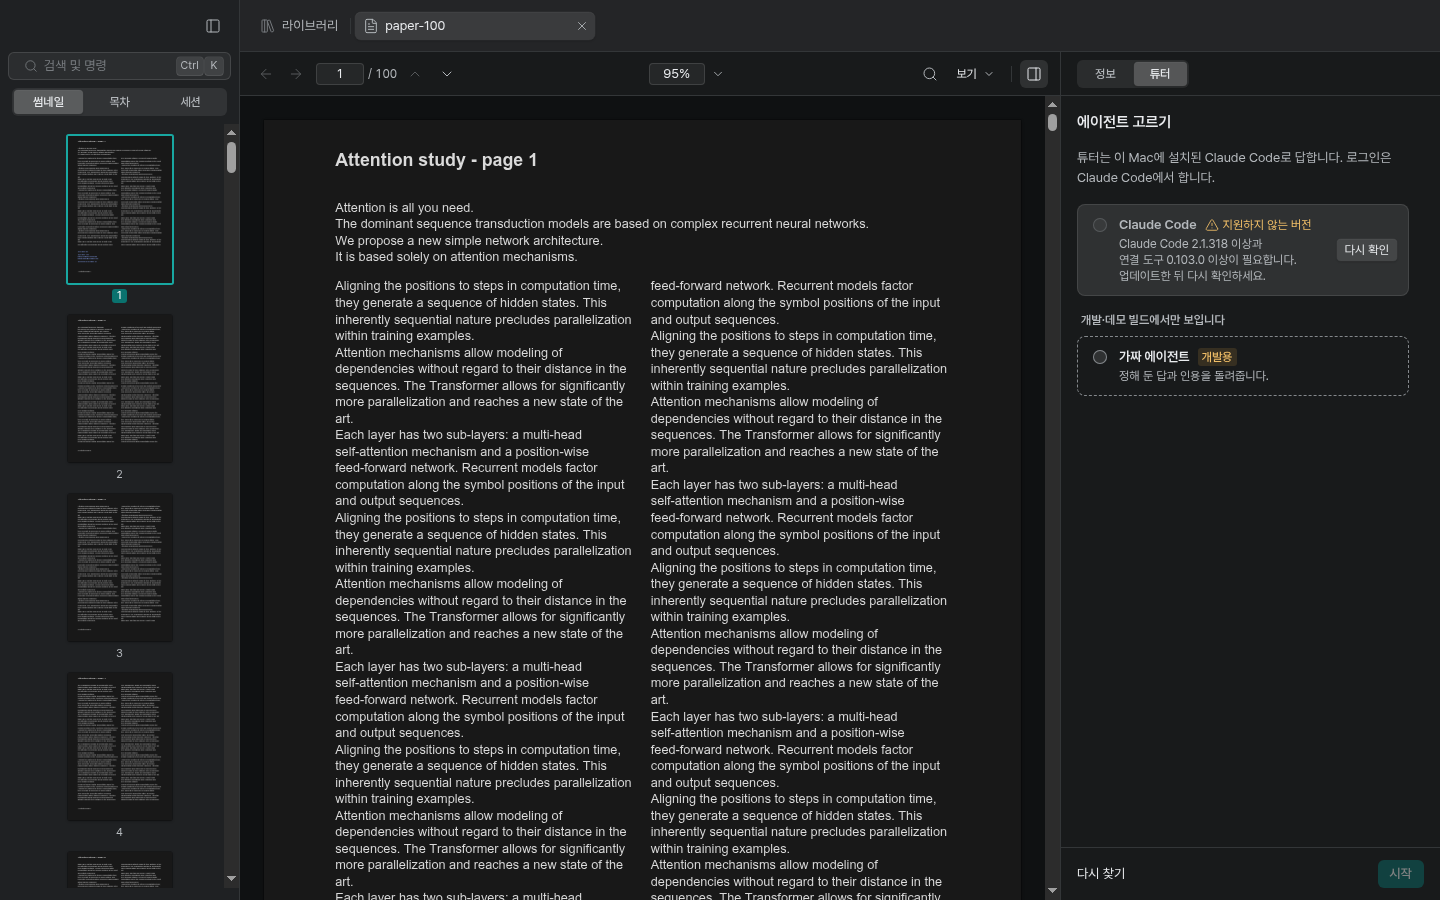 라이브러리
paper-100
검색 및 명령
Ctrl K
썸네일 목차 세션
1
2
3
4
1 / 100
95%
보기
Attention study - page 1
Attention is all you need.
The dominant sequence transduction models are based on complex recurrent neural networks.
We propose a new simple network architecture.
It is based solely on attention mechanisms.
Aligning the positions to steps in computation time,
they generate a sequence of hidden states. This
inherently sequential nature precludes parallelization
within training examples.
Attention mechanisms allow modeling of
dependencies without regard to their distance in the
sequences. The Transformer allows for significantly
more parallelization and reaches a new state of the
art.
Each layer has two sub-layers: a multi-head
self-attention mechanism and a position-wise
feed-forward network. Recurrent models factor
computation along the symbol positions of the input
and output sequences.
Aligning the positions to steps in computation time,
they generate a sequence of hidden states. This
inherently sequential nature precludes parallelization
within training examples.
Attention mechanisms allow modeling of
dependencies without regard to their distance in the
sequences. The Transformer allows for significantly
more parallelization and reaches a new state of the
art.
Each layer has two sub-layers: a multi-head
self-attention mechanism and a position-wise
feed-forward network. Recurrent models factor
computation along the symbol positions of the input
and output sequences.
Aligning the positions to steps in computation time,
they generate a sequence of hidden states. This
inherently sequential nature precludes parallelization
within training examples.
Attention mechanisms allow modeling of
dependencies without regard to their distance in the
sequences. The Transformer allows for significantly
more parallelization and reaches a new state of the
art.
Each layer has two sub-layers: a multi-head
feed-forward network. Recurrent models factor
computation along the symbol positions of the input
and output sequences.
Aligning the positions to steps in computation time,
they generate a sequence of hidden states. This
inherently sequential nature precludes parallelization
within training examples.
Attention mechanisms allow modeling of
dependencies without regard to their distance in the
sequences. The Transformer allows for significantly
more parallelization and reaches a new state of the
art.
Each layer has two sub-layers: a multi-head
self-attention mechanism and a position-wise
feed-forward network. Recurrent models factor
computation along the symbol positions of the input
and output sequences.
Aligning the positions to steps in computation time,
they generate a sequence of hidden states. This
inherently sequential nature precludes parallelization
within training examples.
Attention mechanisms allow modeling of
dependencies without regard to their distance in the
sequences. The Transformer allows for significantly
more parallelization and reaches a new state of the
art.
Each layer has two sub-layers: a multi-head
self-attention mechanism and a position-wise
feed-forward network. Recurrent models factor
computation along the symbol positions of the input
and output sequences.
Aligning the positions to steps in computation time,
they generate a sequence of hidden states. This
inherently sequential nature precludes parallelization
within training examples.
Attention mechanisms allow modeling of
dependencies without regard to their distance in the
sequences. The Transformer allows for significantly
정보 튜터
에이전트 고르기
튜터는 이 Mac에 설치된 Claude Code로 답합니다. 로그인은
Claude Code에서 합니다.
Claude Code 지원하지 않는 버전
Claude Code 2.1.318 이상과
연결 도구 0.103.0 이상이 필요합니다.
업데이트한 뒤 다시 확인하세요.
다시 확인
개발·데모 빌드에서만 보입니다
가짜 에이전트 개발용
정해 둔 답과 인용을 돌려줍니다.
다시 찾기
시작